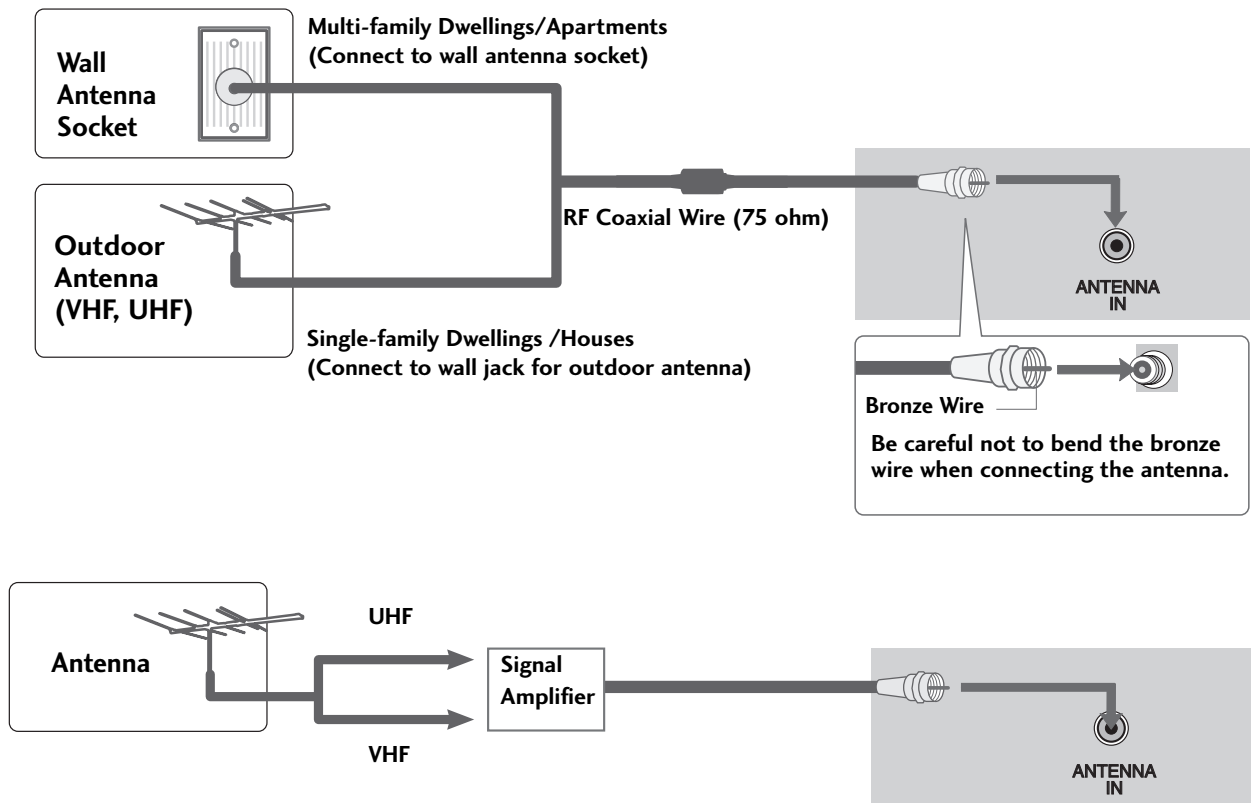 Multi-family Dwellings/Apartments
(Connect to wall antenna socket)
Wall
Antenna
Socket
RF Coaxial Wire (75 ohm)
Outdoor
Antenna
(VHF, UHF)
ANTENNA
IN
Single-family Dwellings /Houses
(Connect to wall jack for outdoor antenna)
Bronze Wire
Be careful not to bend the bronze
wire when connecting the antenna.
Antenna
UHF
VHF
Signal
Amplifier
ANTENNA
IN